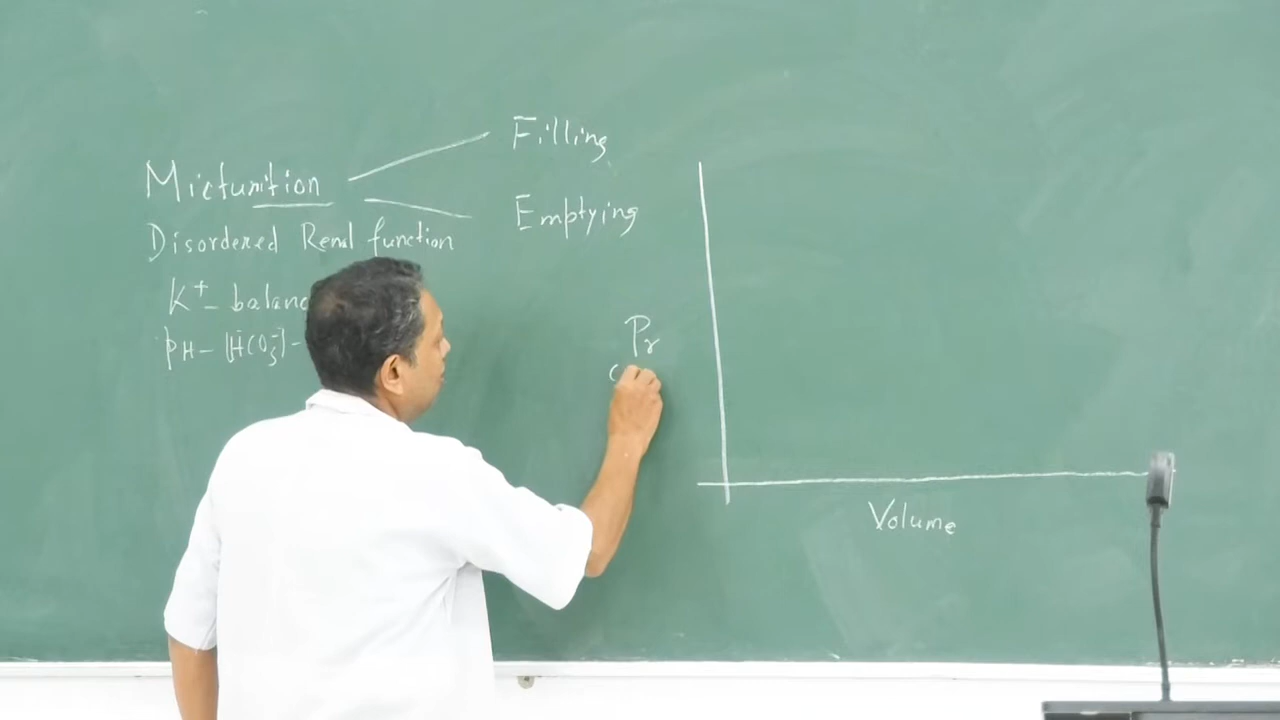 Micturition
Filling
Emptying
Disordered Renal function
K+ - balanc
PH - [HCO3-] -
Pr
(
Volume